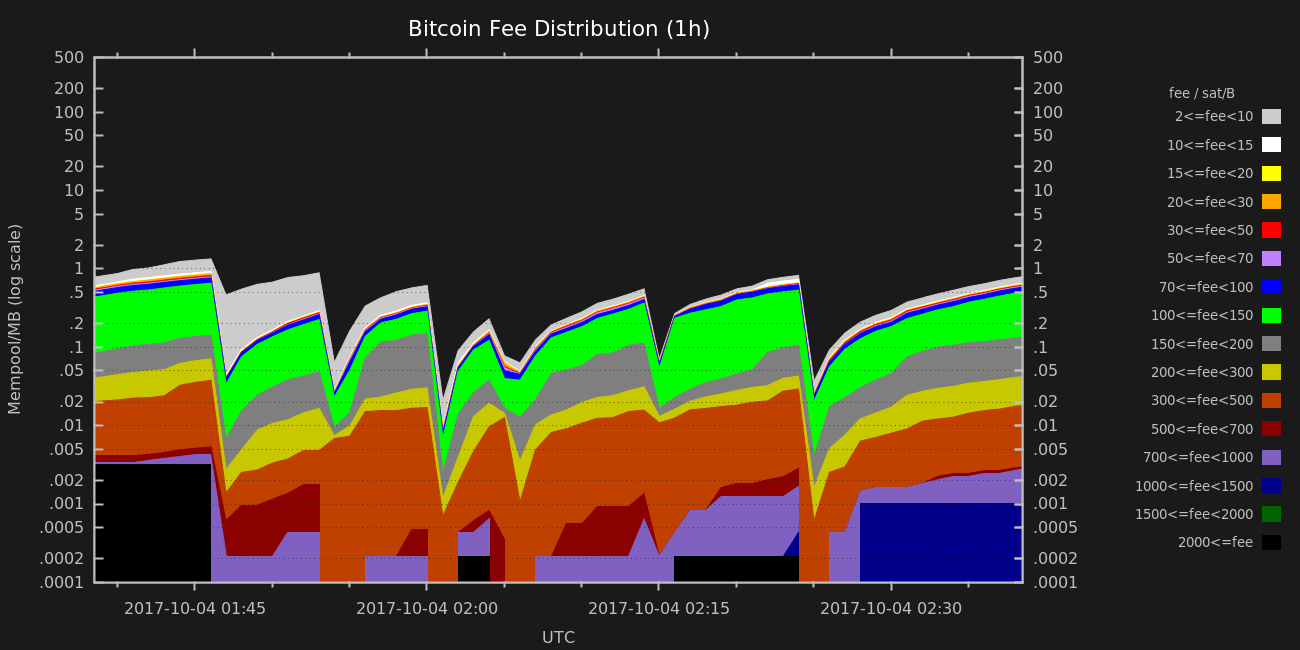 Bitcoin Fee Distribution (1h)
Mempool/MB (log scale)
500
200
100
50
20
10
5
2
1
.5
.2
.1
.05
.02
.01
.005
.002
.001
.0005
.0002
.0001
500
200
100
50
20
10
5
2
1
.5
.2
.1
.05
.02
.01
.005
.002
.001
.0005
.0002
.0001
2017-10-04 01:45
2017-10-04 02:00
2017-10-04 02:15
2017-10-04 02:30
UTC
fee / sat/B
2<=fee<10
10<=fee<15
15<=fee<20
20<=fee<30
30<=fee<50
50<=fee<70
70<=fee<100
100<=fee<150
150<=fee<200
200<=fee<300
300<=fee<500
500<=fee<700
700<=fee<1000
1000<=fee<1500
1500<=fee<2000
2000<=fee